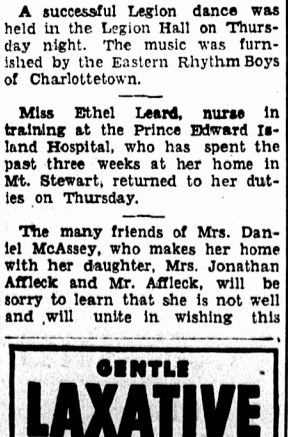 A successful Legion dance was
held in the Legion Hall on Thurs-
day night. The music was furn-
ished by the Eastern Rhythm Boys
of Charlottetown.
Miss Ethel Leard, nurse in
training at the Prince Edward Is-
land Hospital, who has spent the
past three weeks at her home in
Mt. Stewart, returned to her dut-
ies on Thursday.
The many friends of Mrs. Dan-
iel McAssey, who makes her home
with her daughter, Mrs. Jonathan
Affleck and Mr. Affleck, will be
sorry to learn that she is not well
and will unite in wishing this
GENTLE
LAXATIVE